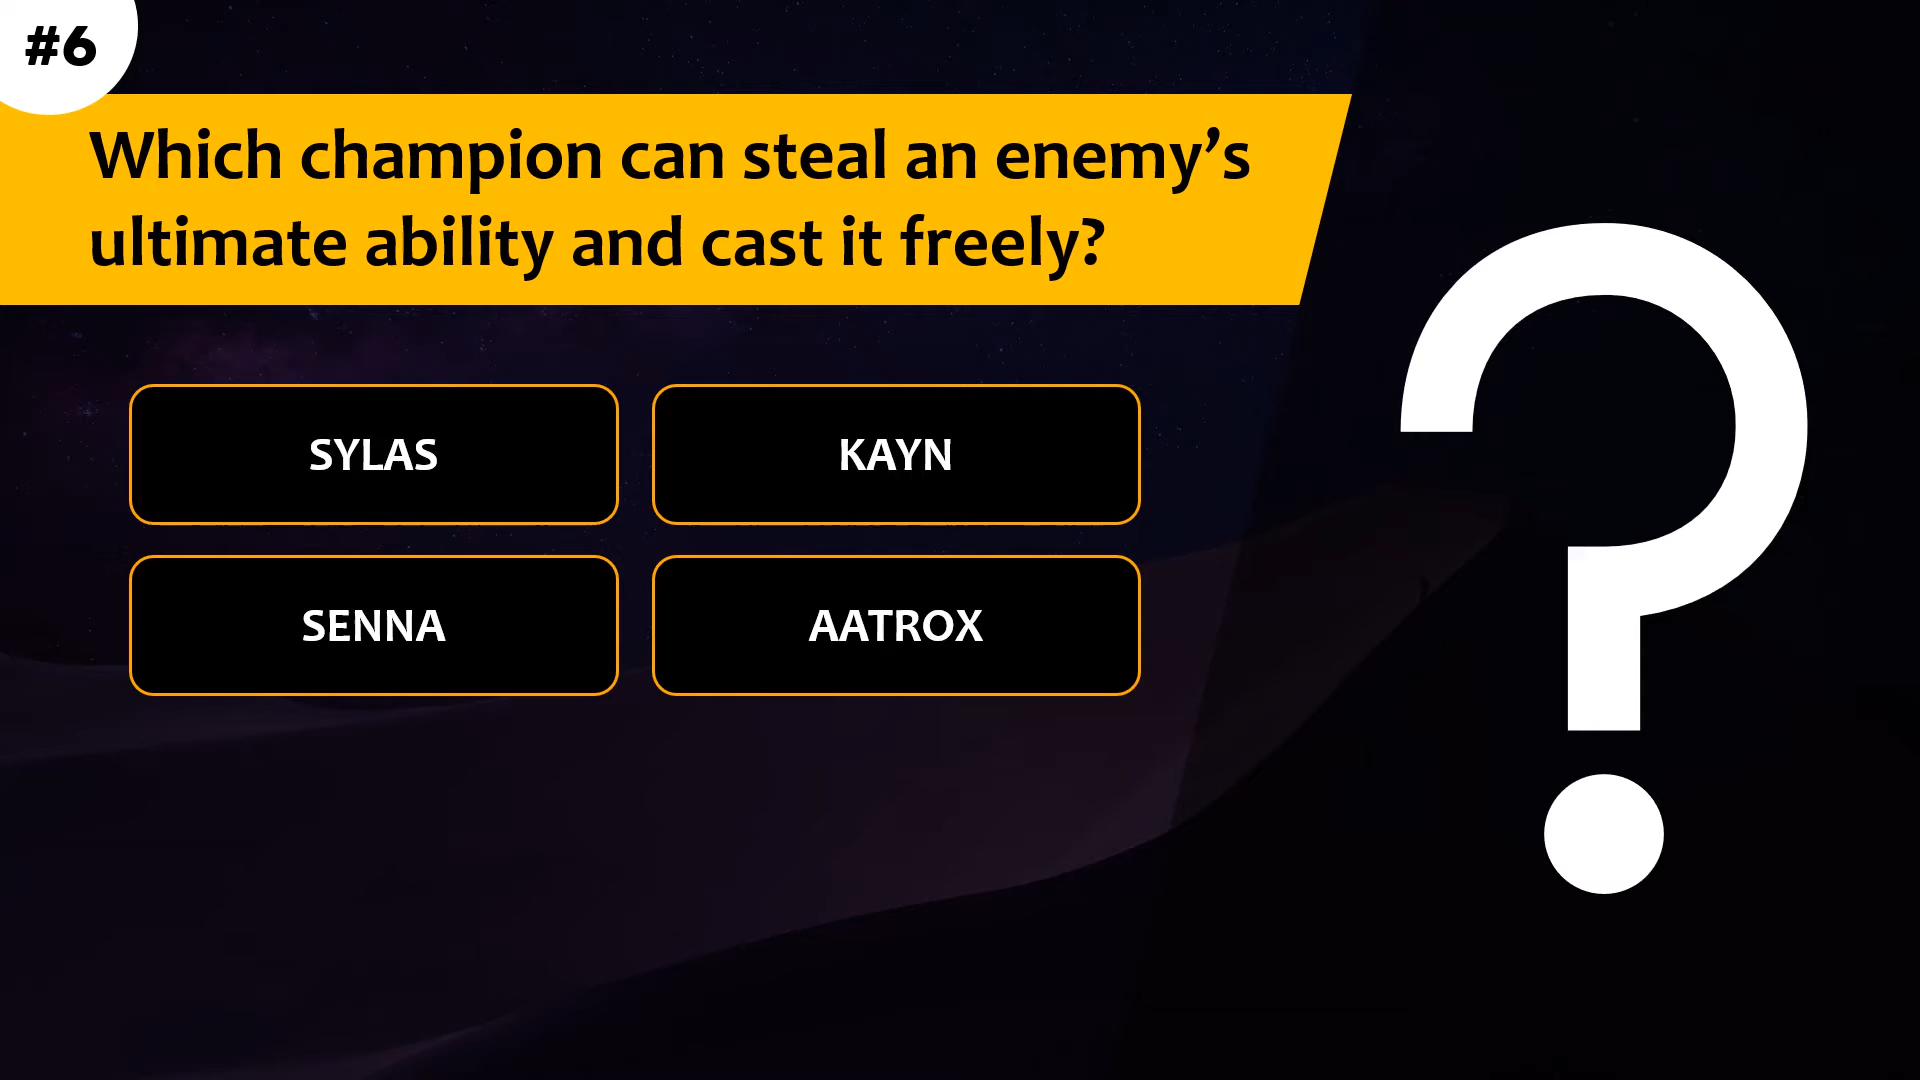 #6
Which champion can steal an enemy’s
ultimate ability and cast it freely?
SYLAS
KAYN
SENNA
AATROX
?